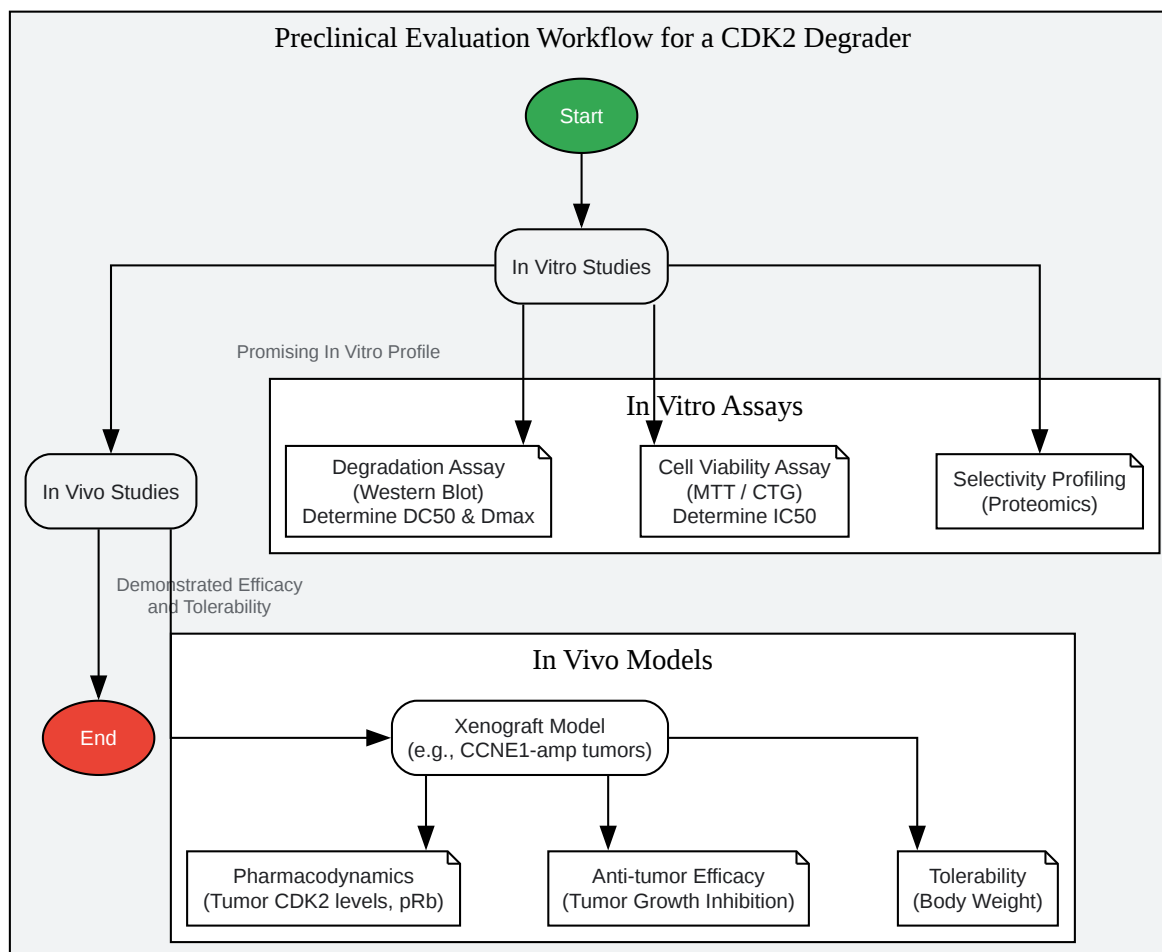 Preclinical Evaluation Workflow for a CDK2 Degrader
Start
In Vitro Studies
Promising In Vitro Profile
In Vitro Assays
Degradation Assay
(Western Blot)
Determine DC50 & Dmax
Cell Viability Assay
(MTT / CTG)
Determine IC50
Selectivity Profiling
(Proteomics)
In Vivo Studies
Demonstrated Efficacy
and Tolerability
In Vivo Models
End
Xenograft Model
(e.g., CCNE1-amp tumors)
Pharmacodynamics
(Tumor CDK2 levels, pRb)
Anti-tumor Efficacy
(Tumor Growth Inhibition)
Tolerability
(Body Weight)